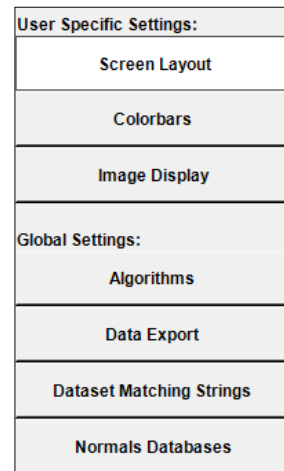 User Specific Settings:
Screen Layout
Colorbars
Image Display
Global Settings:
Algorithms
Data Export
Dataset Matching Strings
Normals Databases